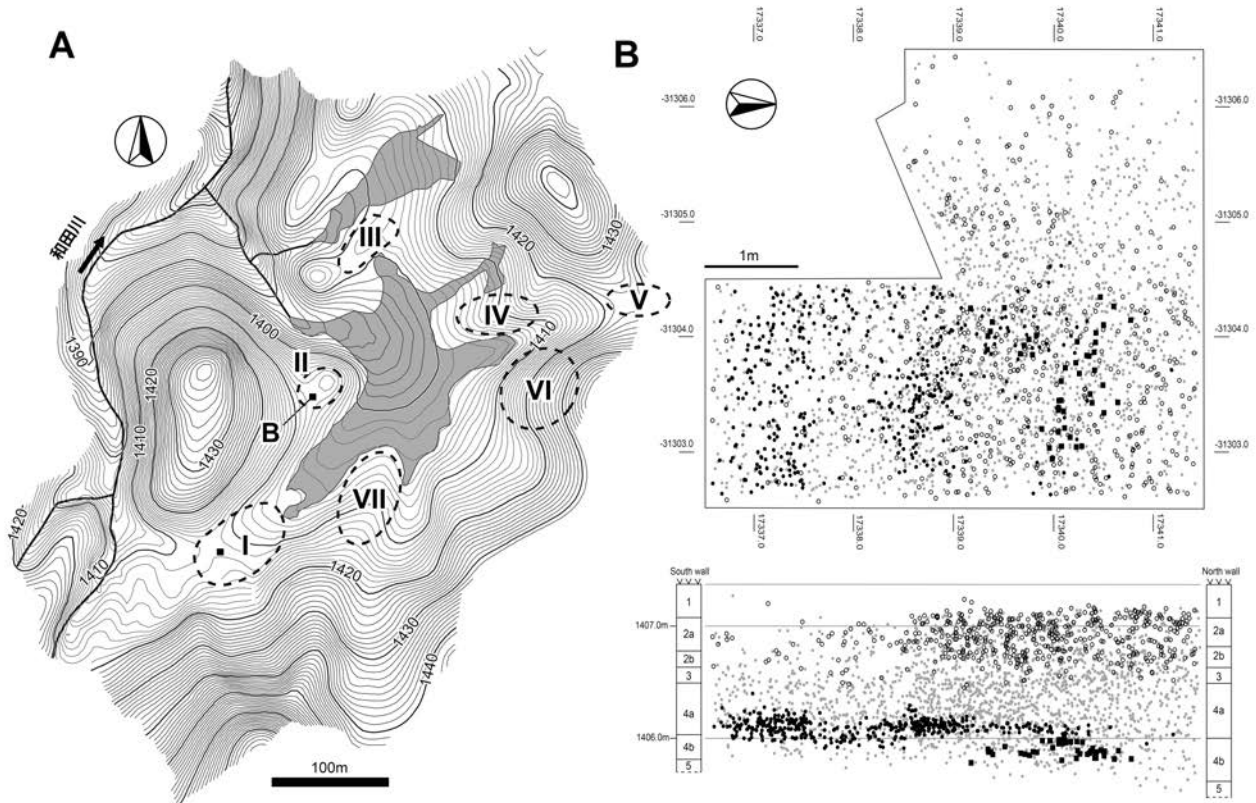 A
和田川
1390
1400
1420
1410
1430
1420
1410
1420
1430
1410
1420
1430
1440
I
II
III
IV
V
VI
VII
B
100m
B
17337.0
17338.0
17339.0
17340.0
17341.0
-31306.0
-31305.0
-31304.0
-31303.0
-31306.0
-31305.0
-31304.0
-31303.0
1m
17337.0
17338.0
17339.0
17340.0
17341.0
South wall
North wall
1
2a
2b
3
4a
4b
5
1407.0m
1406.0m
1
2a
2b
3
4a
4b
5